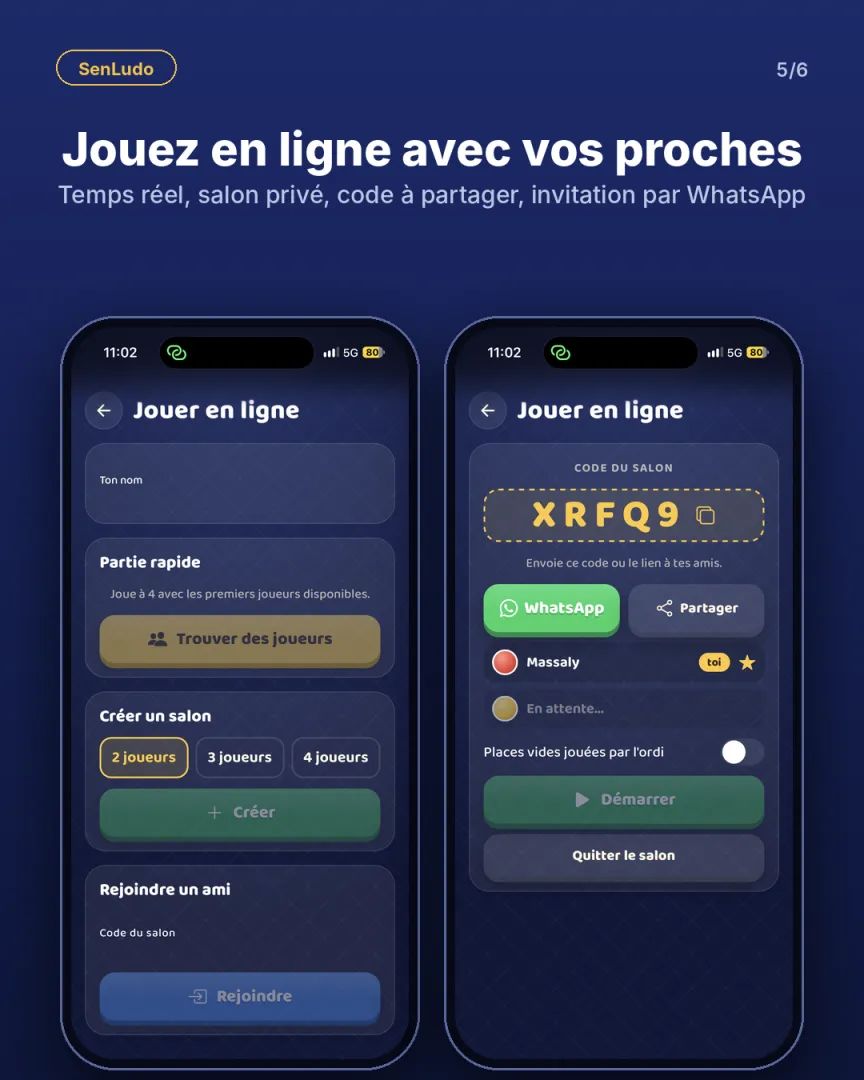 SenLudo
5/6
Jouez en ligne avec vos proches
Temps réel, salon privé, code à partager, invitation par WhatsApp
11:02
5G 80
Jouer en ligne
Ton nom
Partie rapide
Joue à 4 avec les premiers joueurs disponibles.
Trouver des joueurs
Créer un salon
2 joueurs
3 joueurs
4 joueurs
Créer
Rejoindre un ami
Code du salon
Rejoindre
11:02
5G 80
Jouer en ligne
CODE DU SALON
XRFQ9
Envoie ce code ou le lien à tes amis.
WhatsApp
Partager
Massaly
toi
En attente...
Places vides jouées par l'ordi
Démarrer
Quitter le salon